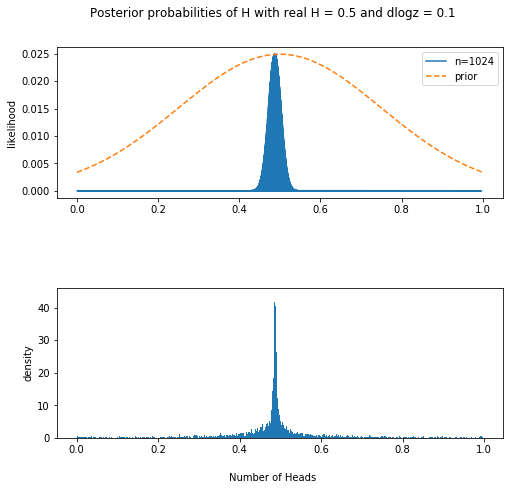 Posterior probabilities of H with real H = 0.5 and dlogz = 0.1
n=1024
prior
likelihood
0.025
0.020
0.015
0.010
0.005
0.000
0.0 0.2 0.4 0.6 0.8 1.0
density
40
30
20
10
0
0.0 0.2 0.4 0.6 0.8 1.0
Number of Heads